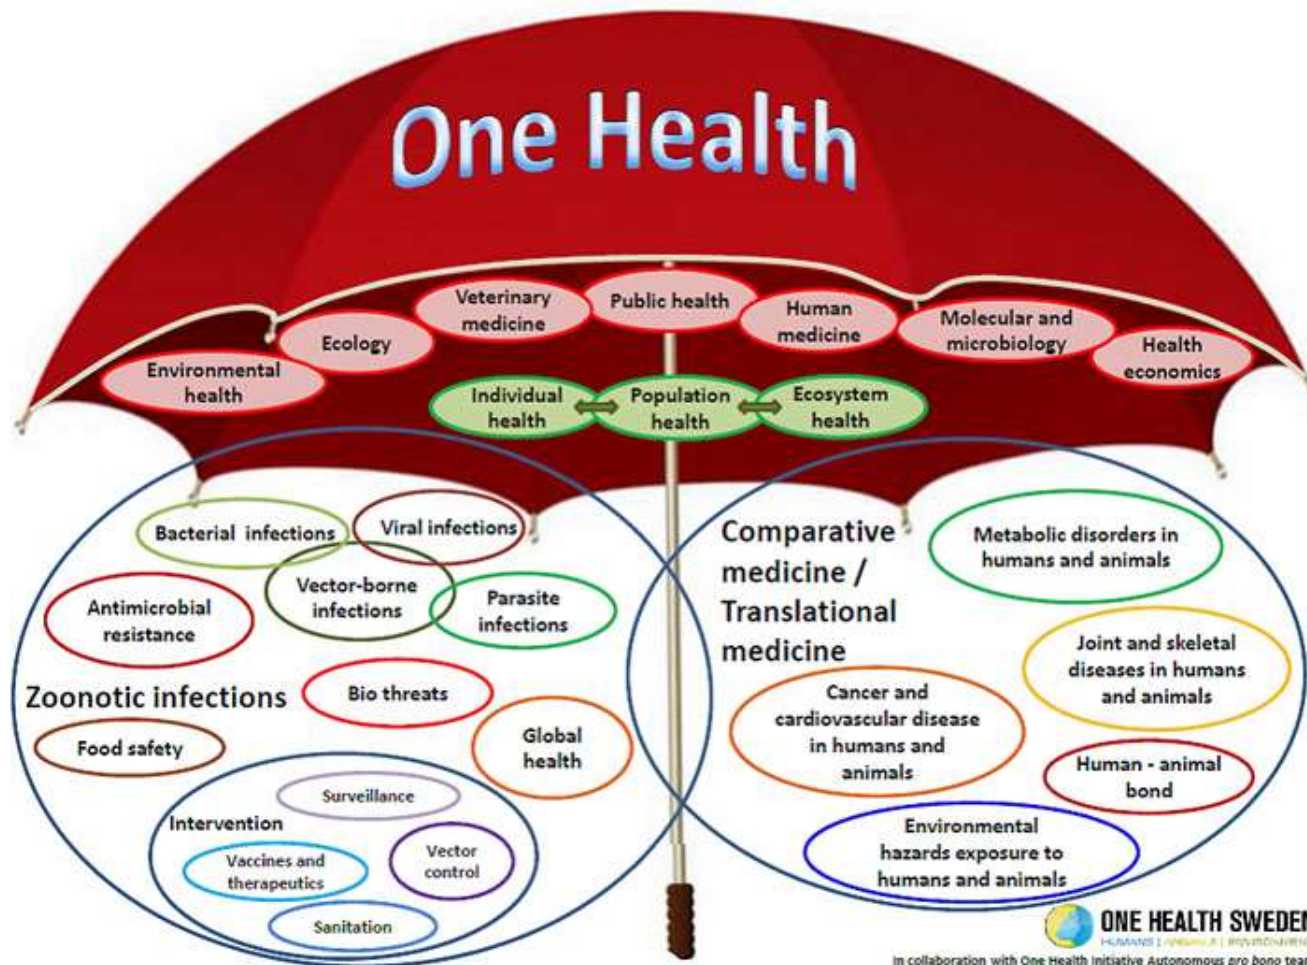 One Health
Environmental
health
Ecology
Veterinary
medicine
Public health
Human
medicine
Molecular and
microbiology
Health
economics
Individual
health
Population
health
Ecosystem
health
Bacterial infections
Viral infections
Vector-borne
infections
Parasite
infections
Antimicrobial
resistance
Zoonotic infections
Bio threats
Food safety
Global
health
Surveillance
Intervention
Vaccines and
therapeutics
Vector
control
Sanitation
Comparative
medicine /
Translational
medicine
Metabolic disorders in
humans and animals
Joint and skeletal
diseases in humans
and animals
Cancer and
cardiovascular disease
in humans and
animals
Human - animal
bond
Environmental
hazards exposure to
humans and animals
ONE HEALTH SWEDEN
HUMANS | ANIMALS | ENVIRONMENT
In collaboration with One Health Initiative Autonomous pro bono team